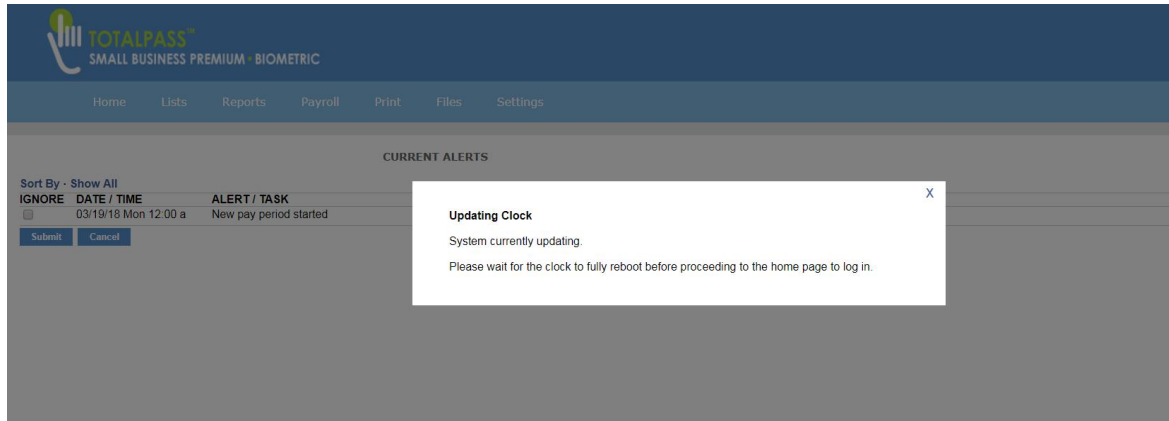 TOTALPASS™
SMALL BUSINESS PREMIUM • BIOMETRIC
Home Lists Reports Payroll Print Files Settings
CURRENT ALERTS
Sort By · Show All
IGNORE DATE / TIME ALERT / TASK
03/19/18 Mon 12:00 a New pay period started
Submit Cancel
X
Updating Clock
System currently updating.
Please wait for the clock to fully reboot before proceeding to the home page to log in.